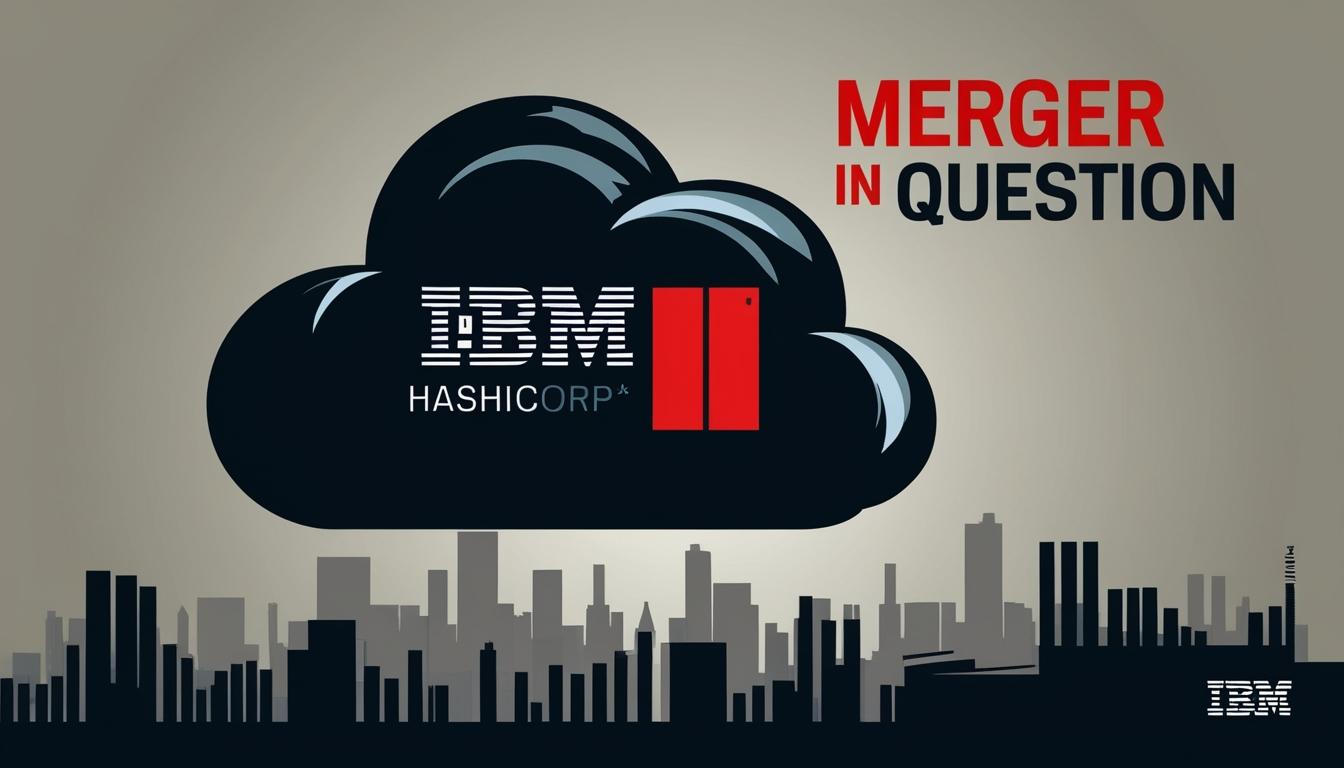 MERGER
IN QUESTION
IBM
HASHICORP
IBM